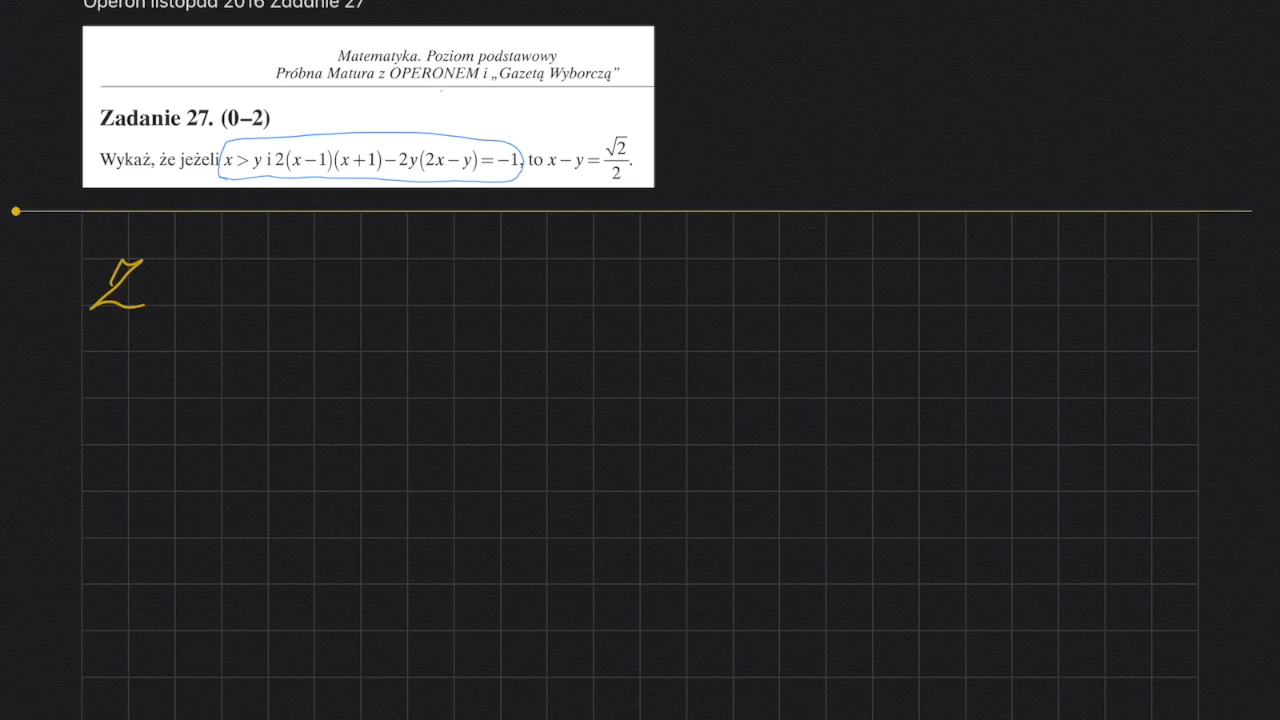 Operon listopad 2016 Zadanie 27
Matematyka. Poziom podstawowy
Próbna Matura z OPERONEM i „Gazetą Wyborczą”
Zadanie 27. (0–2)
Wykaż, że jeżeli x > y i 2(x−1)(x+1)−2y(2x−y)=−1, to x−y=√2/2.
Z